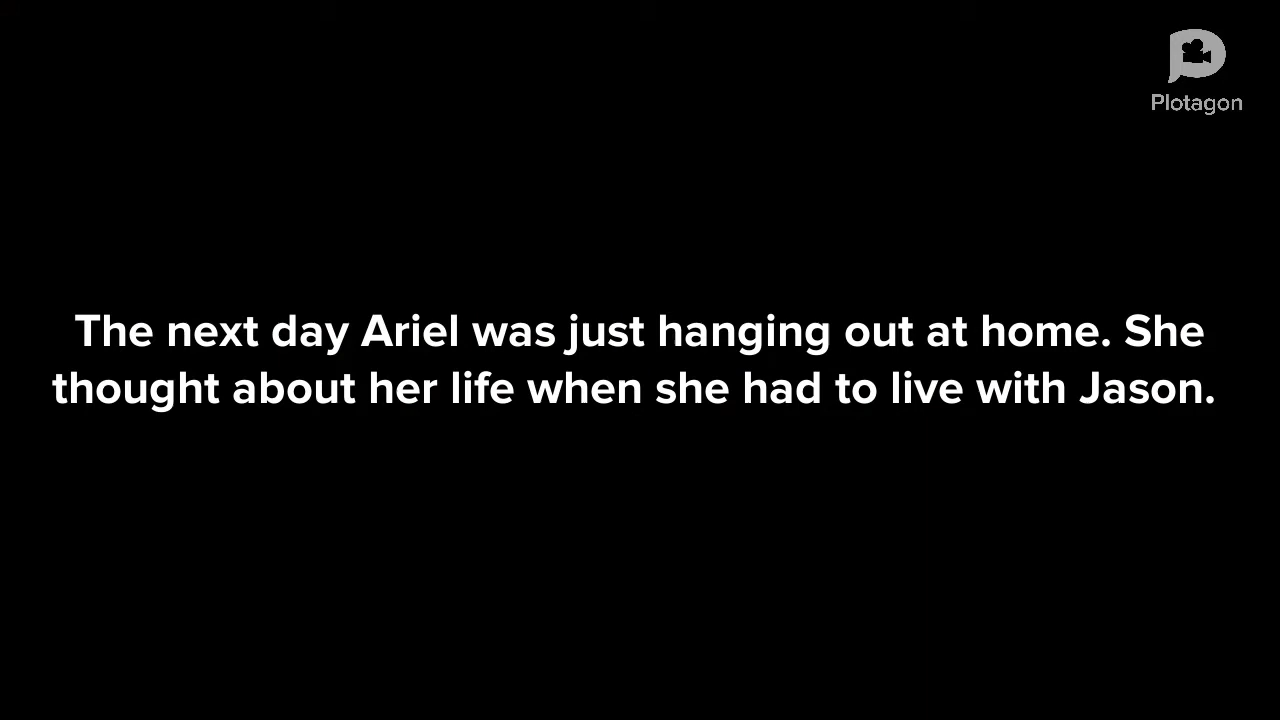 Plotagon
The next day Ariel was just hanging out at home. She
thought about her life when she had to live with Jason.